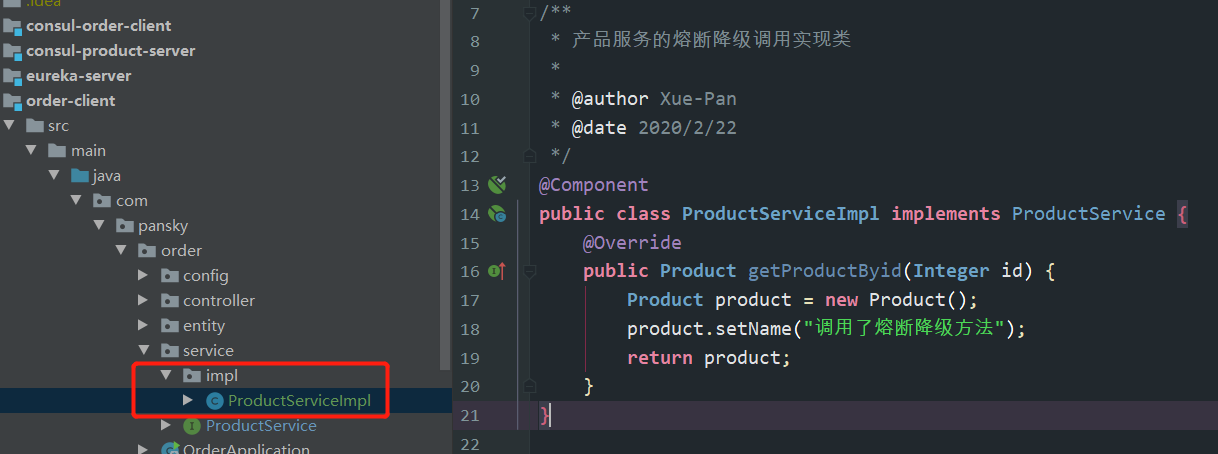 .idea
consul-order-client
consul-product-server
eureka-server
order-client
src
main
java
com
pansky
order
config
controller
entity
service
impl
ProductServiceImpl
ProductService
OrderApplication
7 /**
8 * 产品服务的熔断降级调用实现类
9 *
10 * @author Xue-Pan
11 * @date 2020/2/22
12 */
13 @Component
14 public class ProductServiceImpl implements ProductService {
15 @Override
16 public Product getProductByid(Integer id) {
17 Product product = new Product();
18 product.setName("调用了熔断降级方法");
19 return product;
20 }
21 }
22